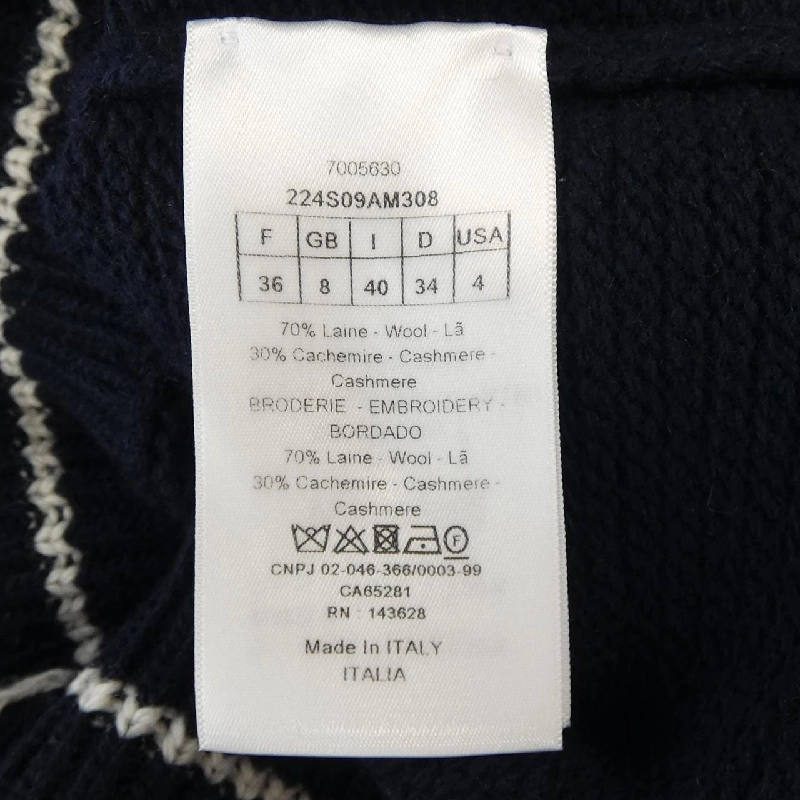 7005630
224S09AM308
F GB I D USA
36 8 40 34 4
70% Laine - Wool - Lã
30% Cachemire - Cashmere -
Cashmere
BRODERIE - EMBROIDERY -
BORDADO
70% Laine - Wool - Lã
30% Cachemire - Cashmere -
Cashmere
F
CNPJ 02-046-366/0003-99
CA65281
RN : 143628
Made In ITALY
ITALIA